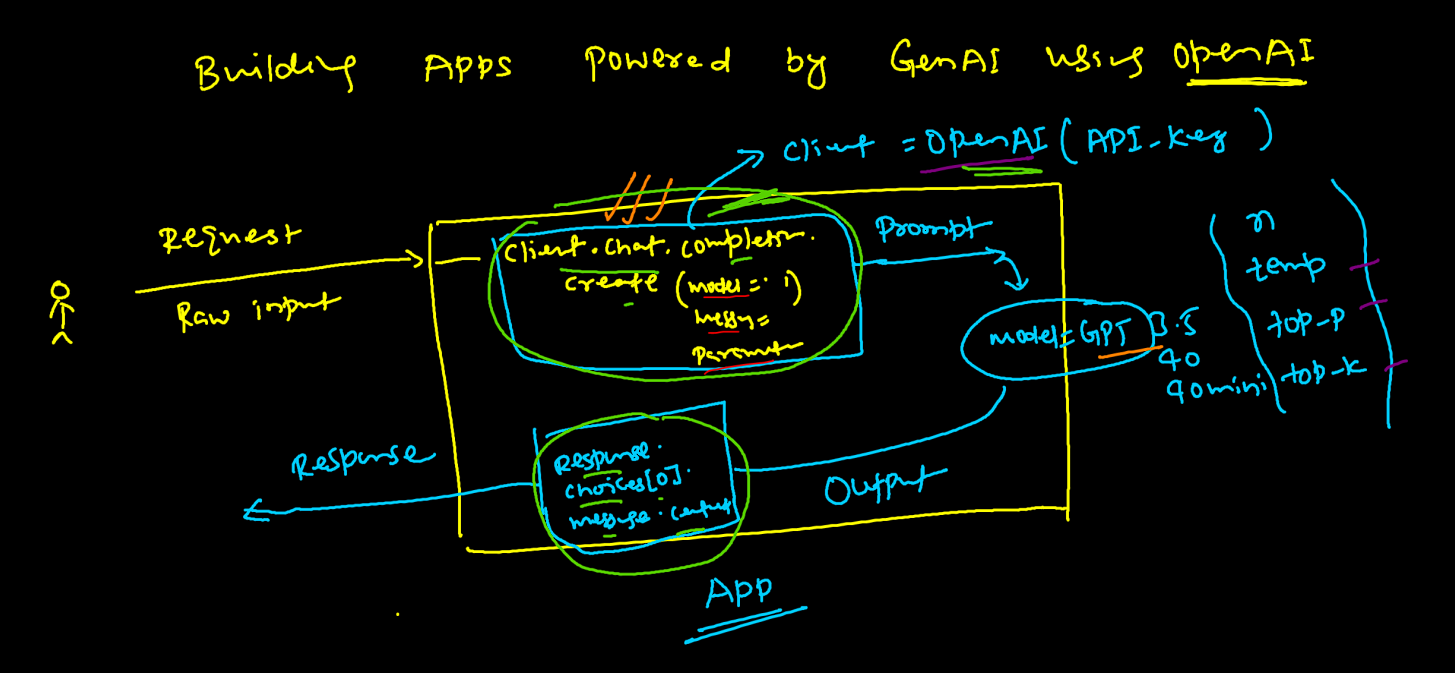 Building Apps Powered by GenAI using OpenAI
Client = OpenAI (API-Key)
Request
Raw input
Client.chat.completion.
create (model = ' ')
messg =
Parameter
Prompt
model = GPT 3.5
4o
4o mini
n
temp
top-p
top-k
Response
Response.
choices[0].
message.content
Output
App